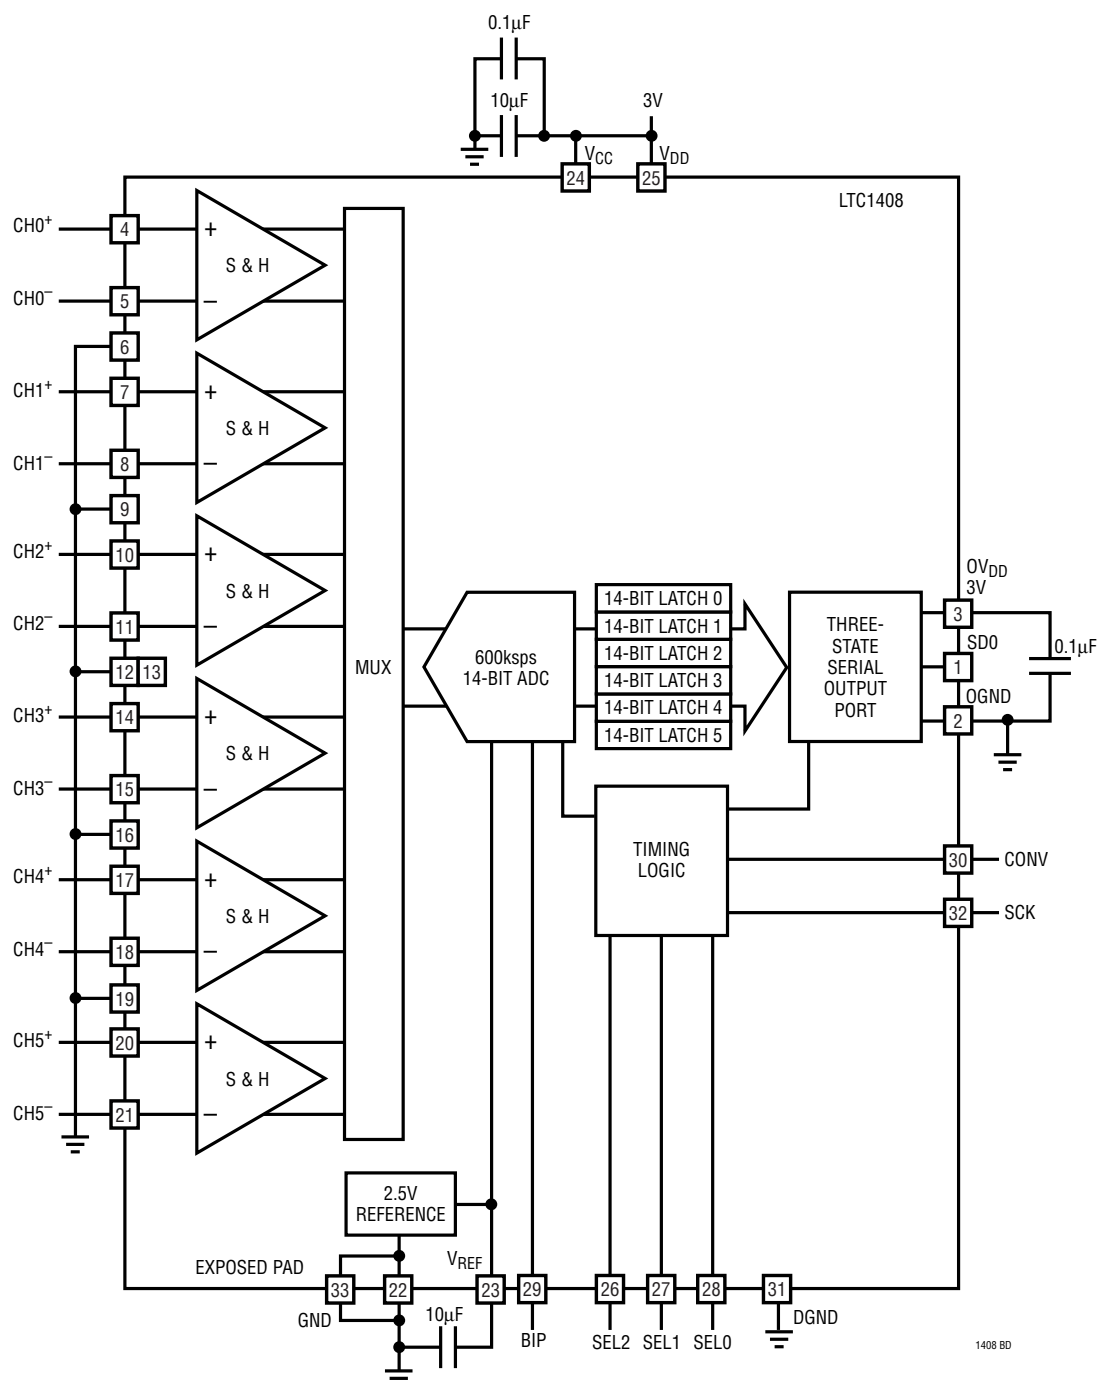 0.1µF
10µF
3V
VCC
VDD
24
25
LTC1408
CH0+
4
+
S & H
CH0–
5
–
6
CH1+
7
+
S & H
CH1–
8
–
9
CH2+
10
+
S & H
CH2–
11
–
12
13
CH3+
14
+
S & H
CH3–
15
–
16
CH4+
17
+
S & H
CH4–
18
–
19
CH5+
20
+
S & H
CH5–
21
–
MUX
600ksps
14-BIT ADC
14-BIT LATCH 0
14-BIT LATCH 1
14-BIT LATCH 2
14-BIT LATCH 3
14-BIT LATCH 4
14-BIT LATCH 5
THREE-
STATE
SERIAL
OUTPUT
PORT
OVDD
3V
3
SD0
1
0.1µF
OGND
2
TIMING
LOGIC
30
CONV
32
SCK
2.5V
REFERENCE
EXPOSED PAD
VREF
33
22
23
29
26
27
28
31
GND
10µF
BIP
SEL2
SEL1
SEL0
DGND
1408 BD